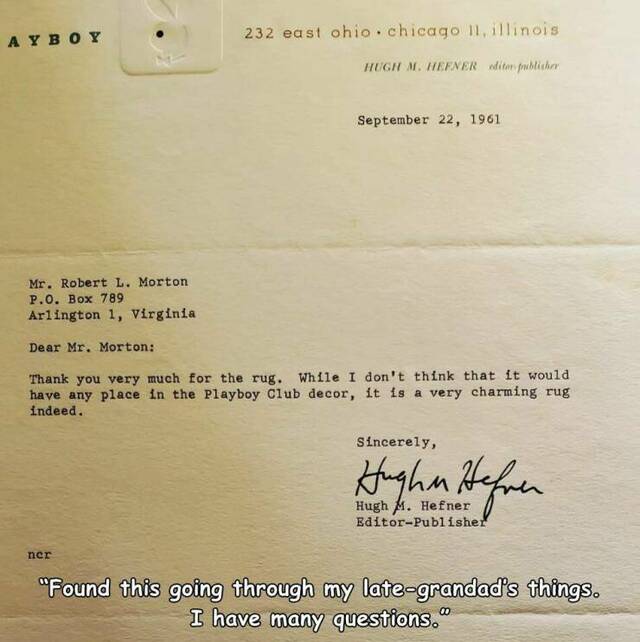 AYBOY
232 east ohio • chicago 11, illinois
HUGH M. HEFNER editor-publisher
September 22, 1961
Mr. Robert L. Morton
P.O. Box 789
Arlington 1, Virginia
Dear Mr. Morton:
Thank you very much for the rug. While I don't think that it would
have any place in the Playboy Club decor, it is a very charming rug
indeed.
Sincerely,
Hugh M Hefner
Hugh M. Hefner
Editor-Publisher
ncr
"Found this going through my late-grandad's things.
I have many questions."